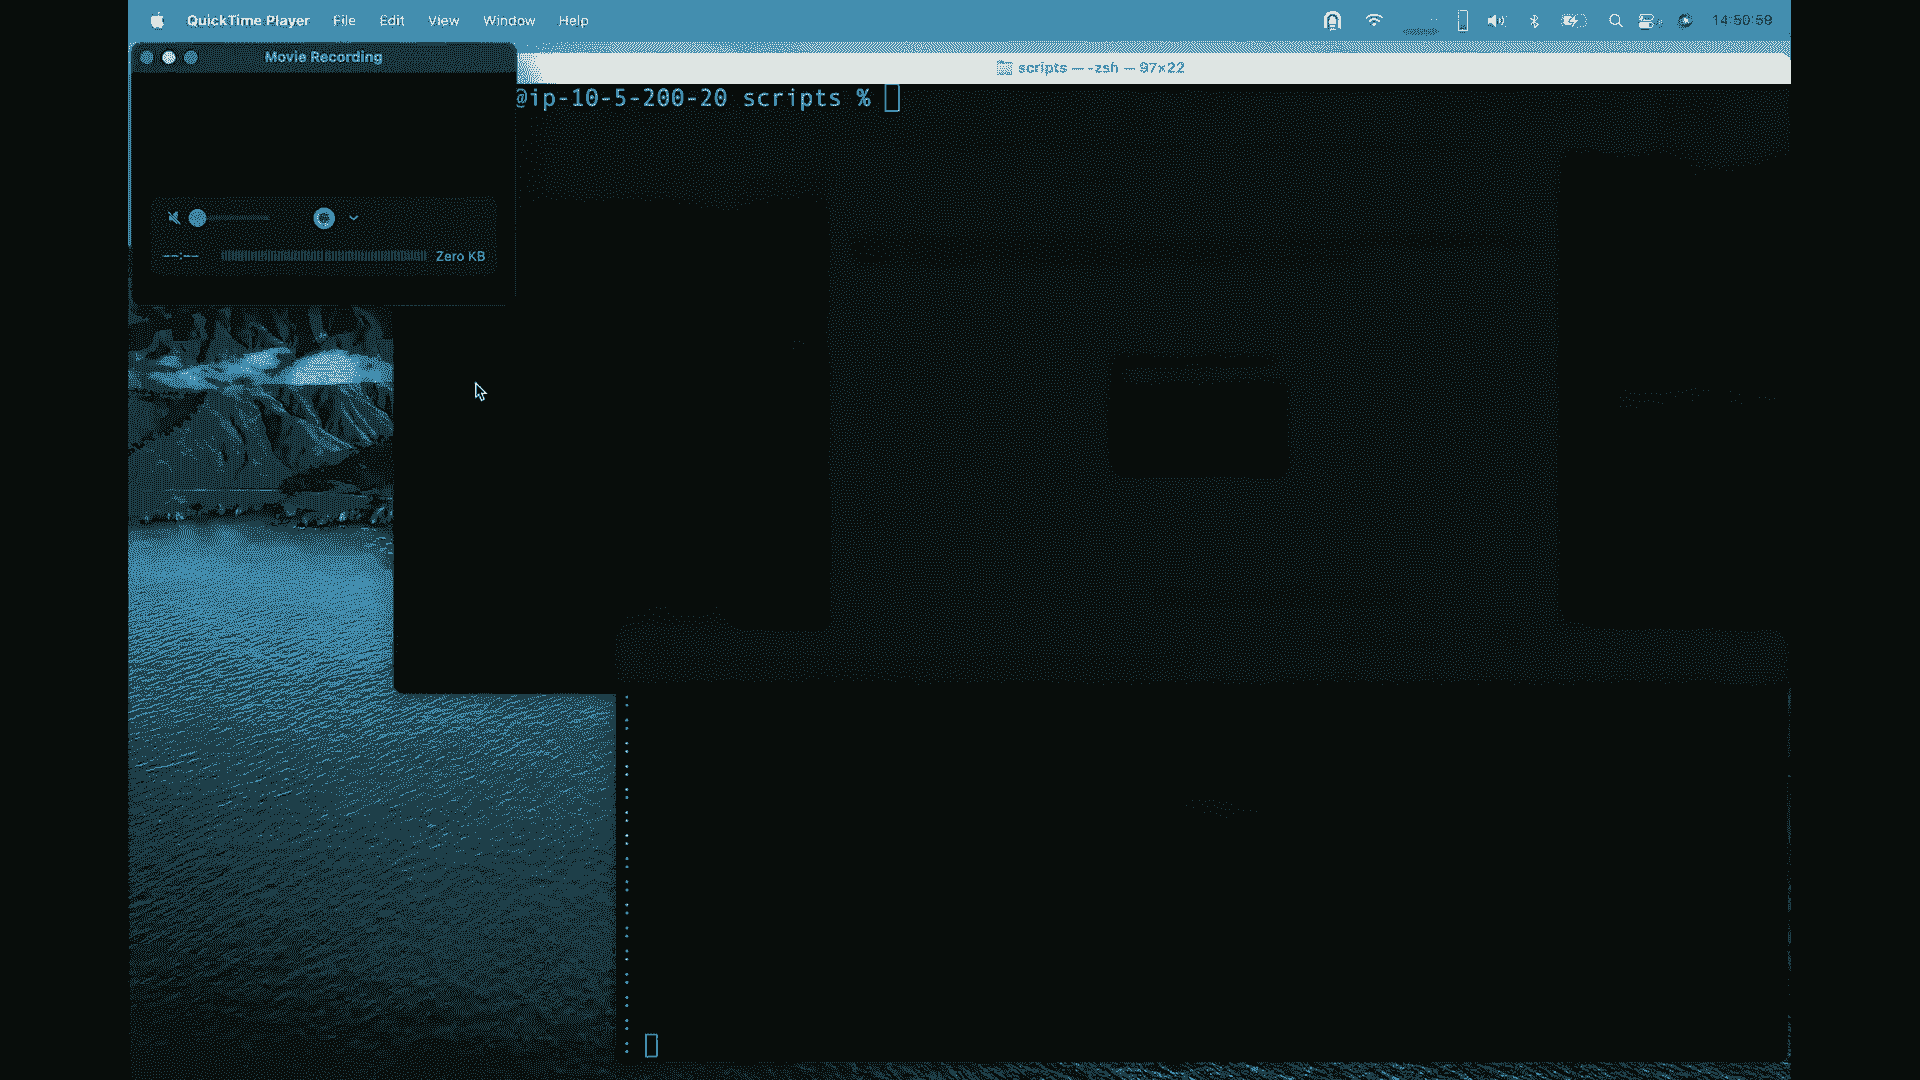 QuickTime Player File Edit View Window Help 14:50:59
Movie Recording
scripts — -zsh — 97×22
@ip-10-5-200-20 scripts %
--:-- Zero KB